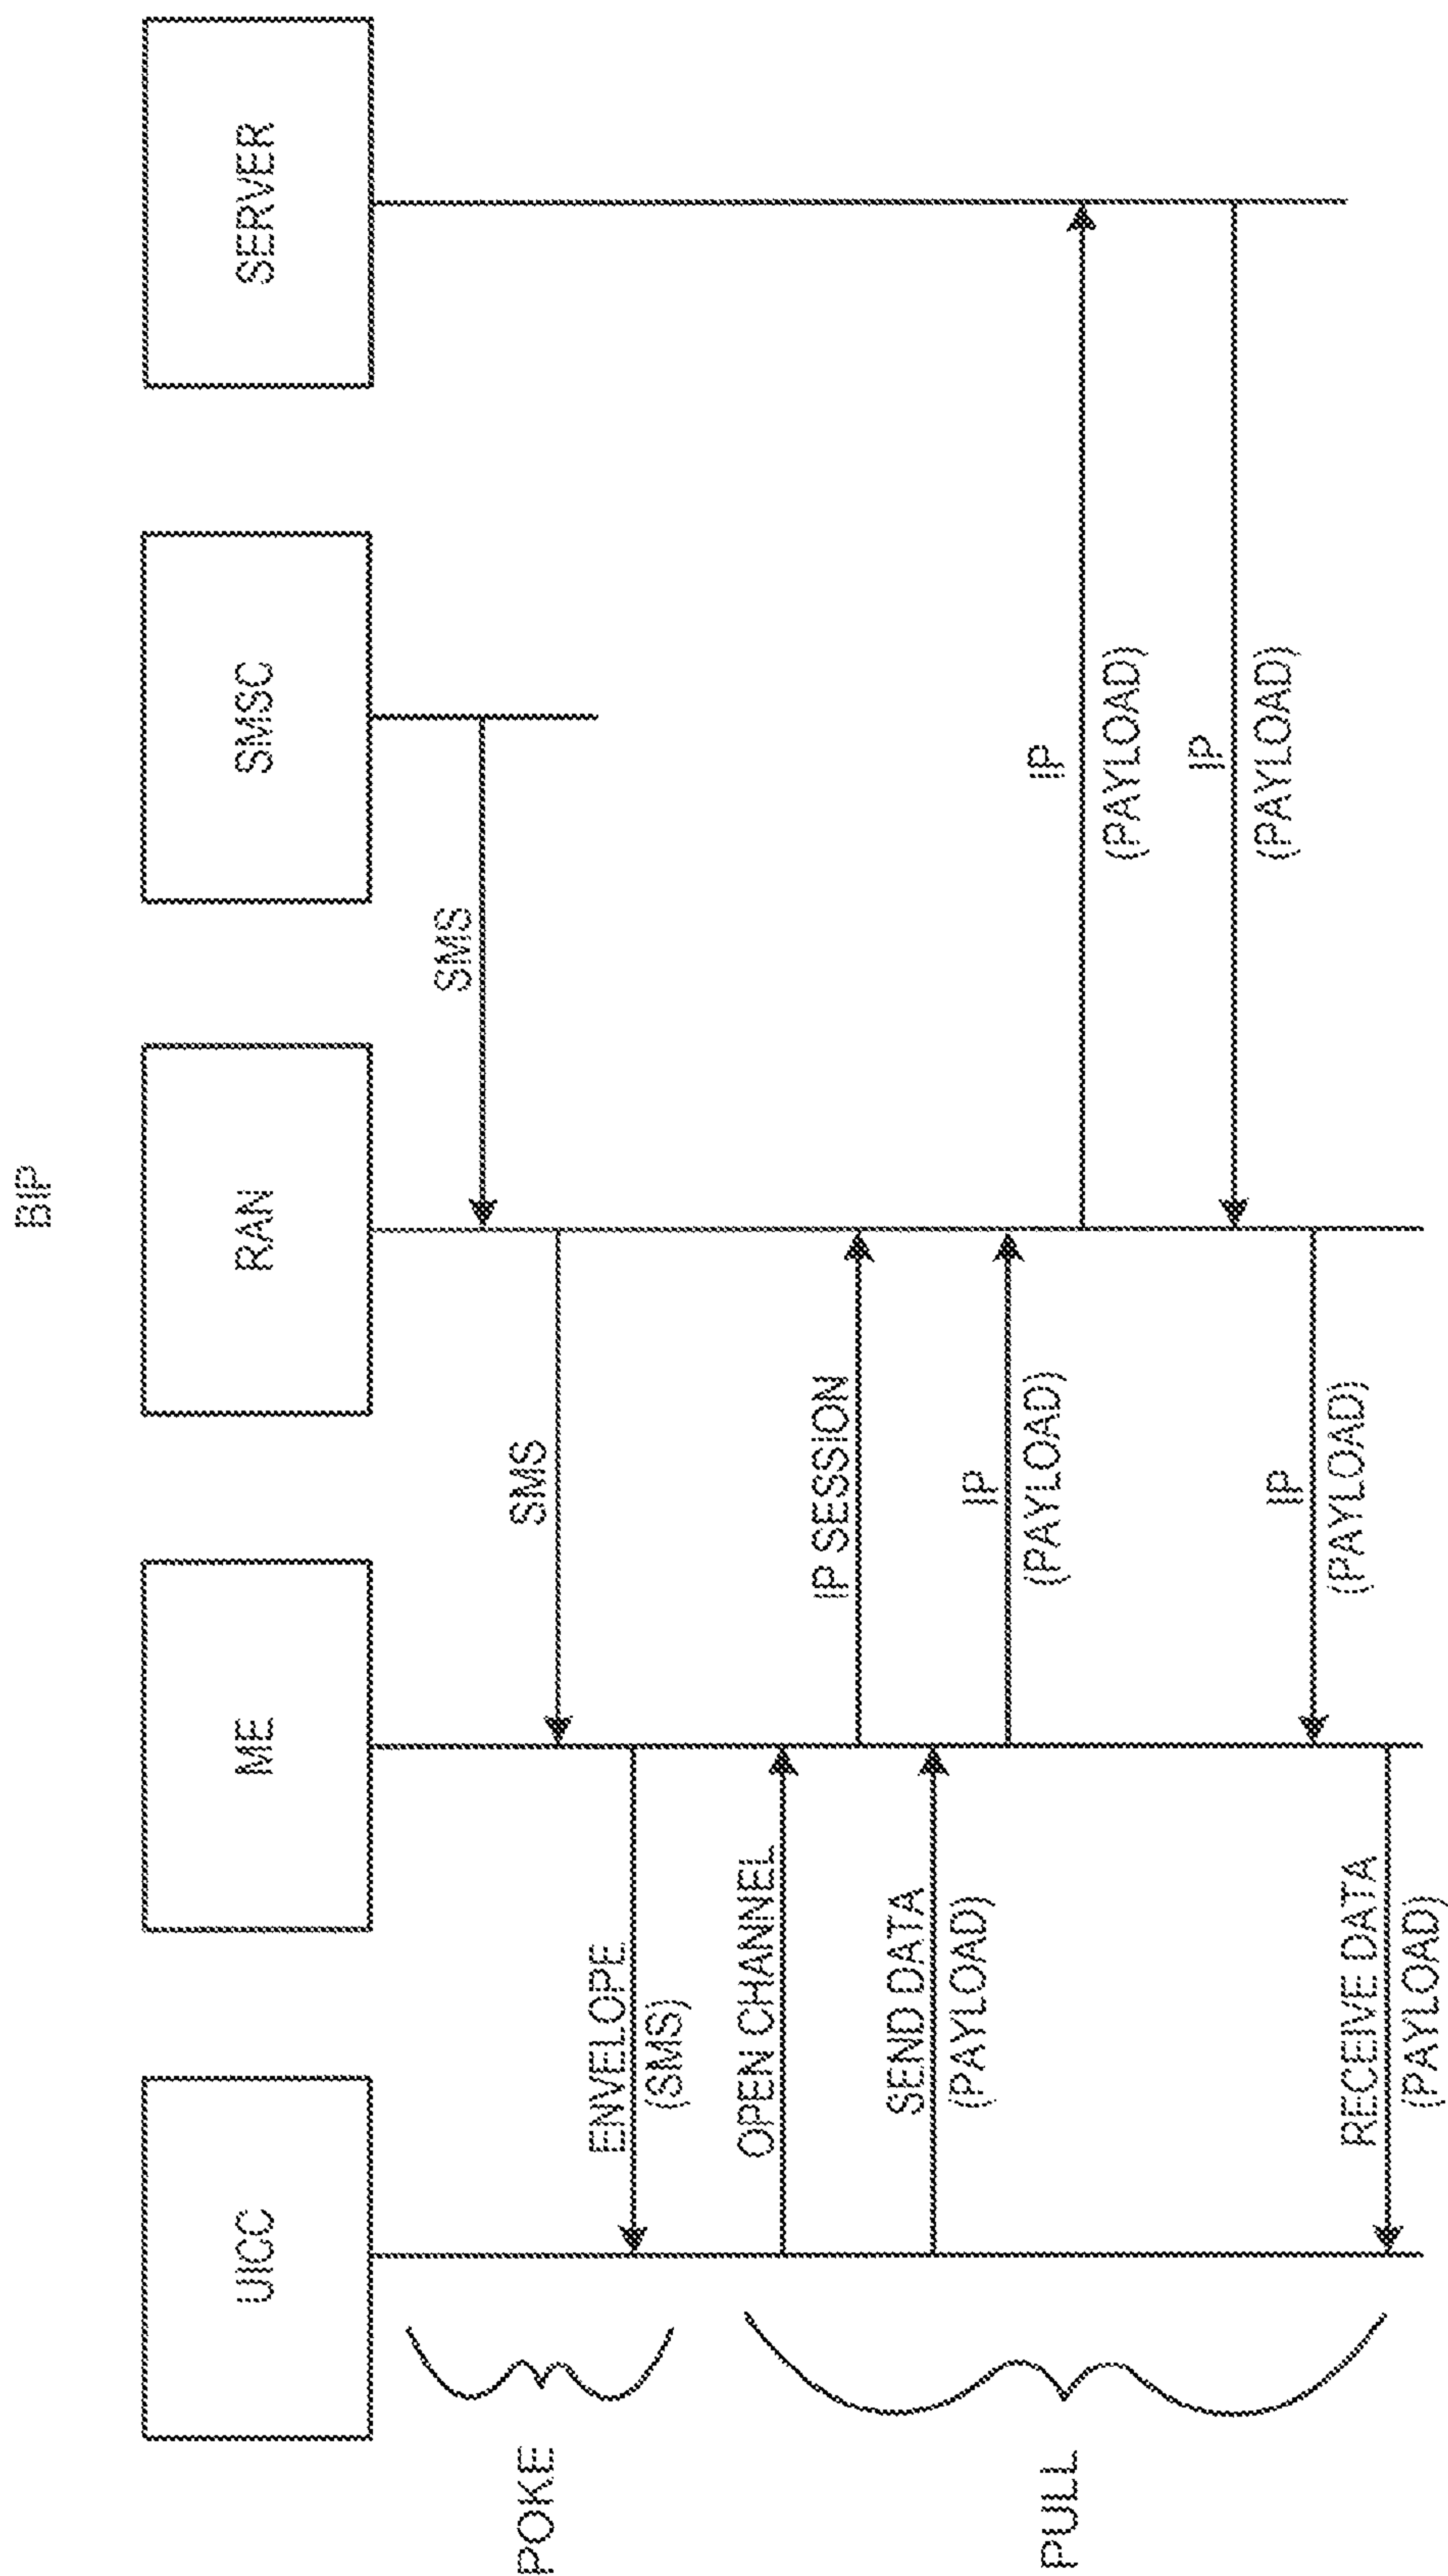 BIP
UICC
ME
RAN
SMSC
SERVER
POKE
SMS
SMS
ENVELOPE
(SMS)
PULL
OPEN CHANNEL
IP SESSION
SEND DATA
(PAYLOAD)
IP
(PAYLOAD)
IP
(PAYLOAD)
IP
(PAYLOAD)
IP
(PAYLOAD)
RECEIVE DATA
(PAYLOAD)